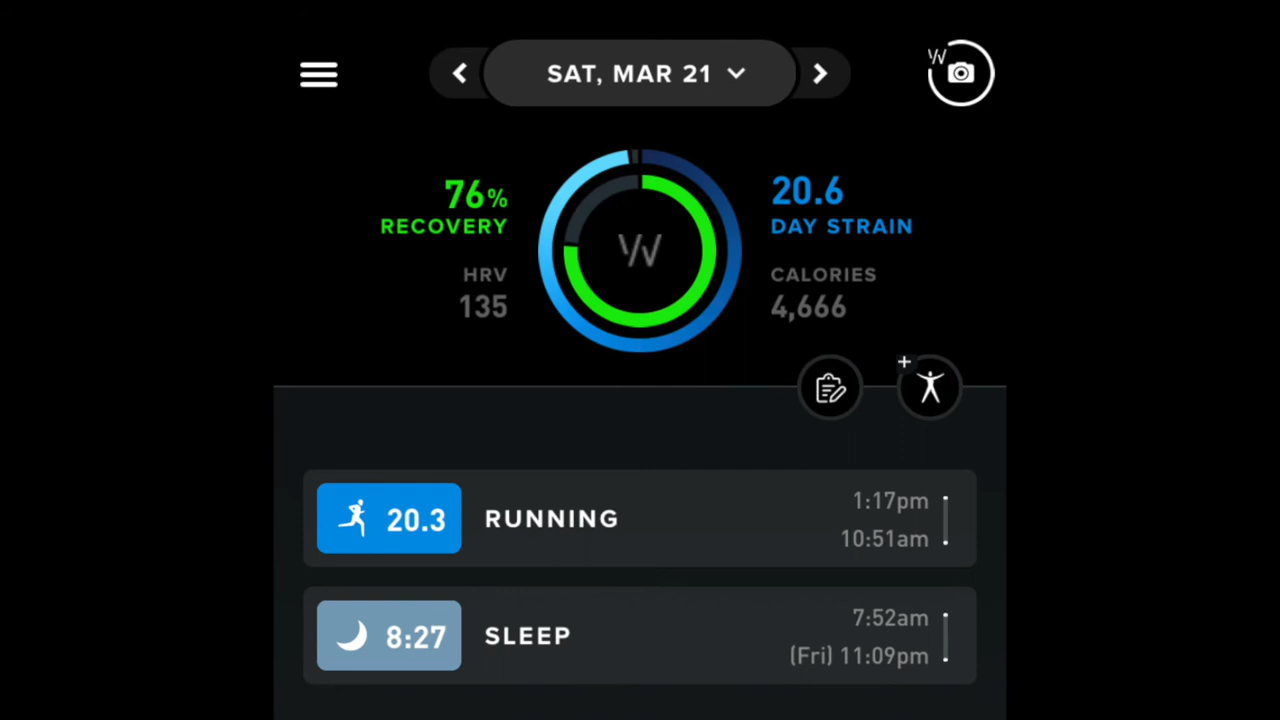 SAT, MAR 21
W
76%
RECOVERY
HRV
135
W
20.6
DAY STRAIN
CALORIES
4,666
20.3 RUNNING
1:17pm
10:51am
8:27 SLEEP
7:52am
(Fri) 11:09pm